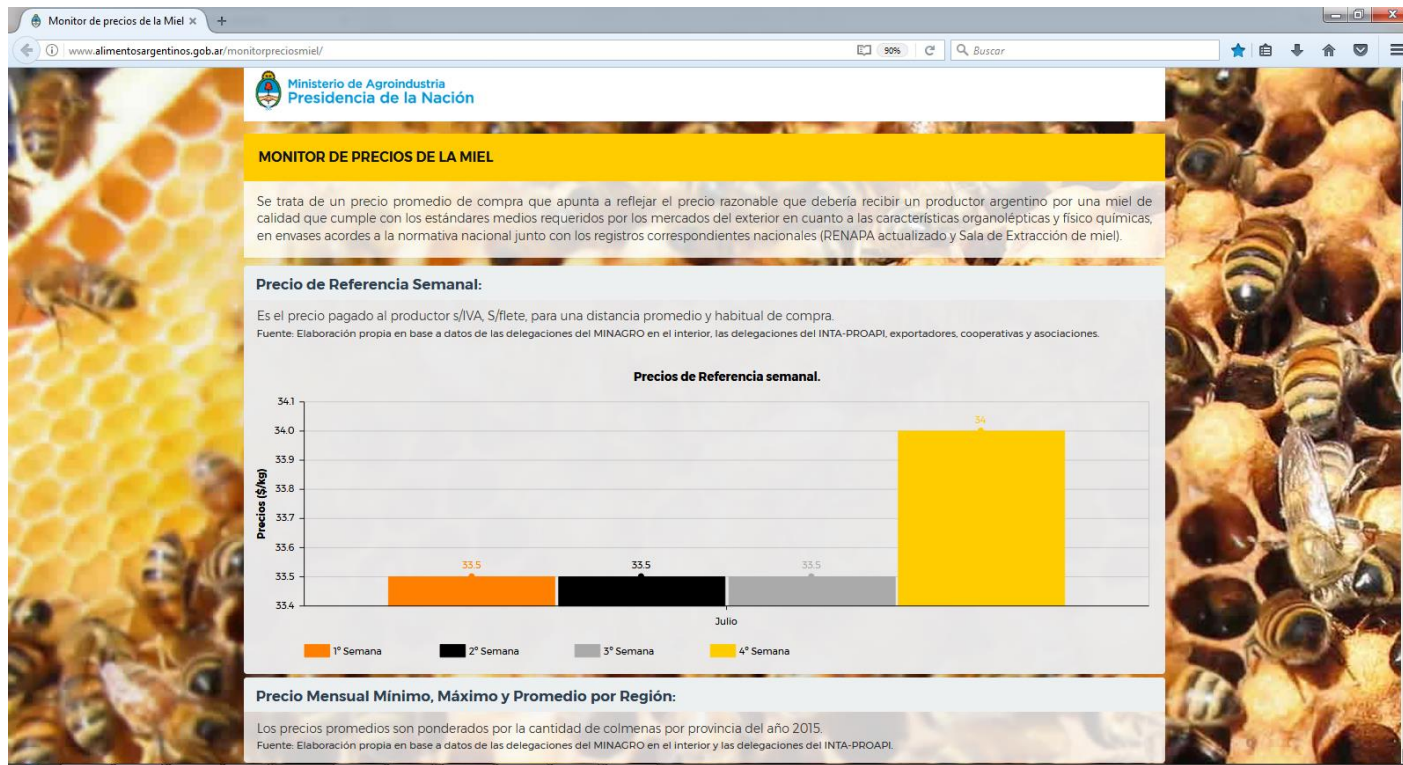 Monitor de precios de la Miel × +
www.alimentosargentinos.gob.ar/monitorpreciosmiel/ 90% Buscar
Ministerio de Agroindustria
Presidencia de la Nación
MONITOR DE PRECIOS DE LA MIEL
Se trata de un precio promedio de compra que apunta a reflejar el precio razonable que debería recibir un productor argentino por una miel de
calidad que cumple con los estándares medios requeridos por los mercados del exterior en cuanto a las características organolépticas y físico químicas,
en envases acordes a la normativa nacional junto con los registros correspondientes nacionales (RENAPA actualizado y Sala de Extracción de miel).
Precio de Referencia Semanal:
Es el precio pagado al productor s/IVA, S/flete, para una distancia promedio y habitual de compra.
Fuente: Elaboración propia en base a datos de las delegaciones del MINAGRO en el interior, las delegaciones del INTA-PROAPI, exportadores, cooperativas y asociaciones.
Precios de Referencia semanal.
Precios ($/kg)
34.1
34.0
33.9
33.8
33.7
33.6
33.5
33.4
33.5
33.5
33.5
34
Julio
1° Semana
2° Semana
3° Semana
4° Semana
Precio Mensual Mínimo, Máximo y Promedio por Región:
Los precios promedios son ponderados por la cantidad de colmenas por provincia del año 2015.
Fuente: Elaboración propia en base a datos de las delegaciones del MINAGRO en el interior y las delegaciones del INTA-PROAPI.